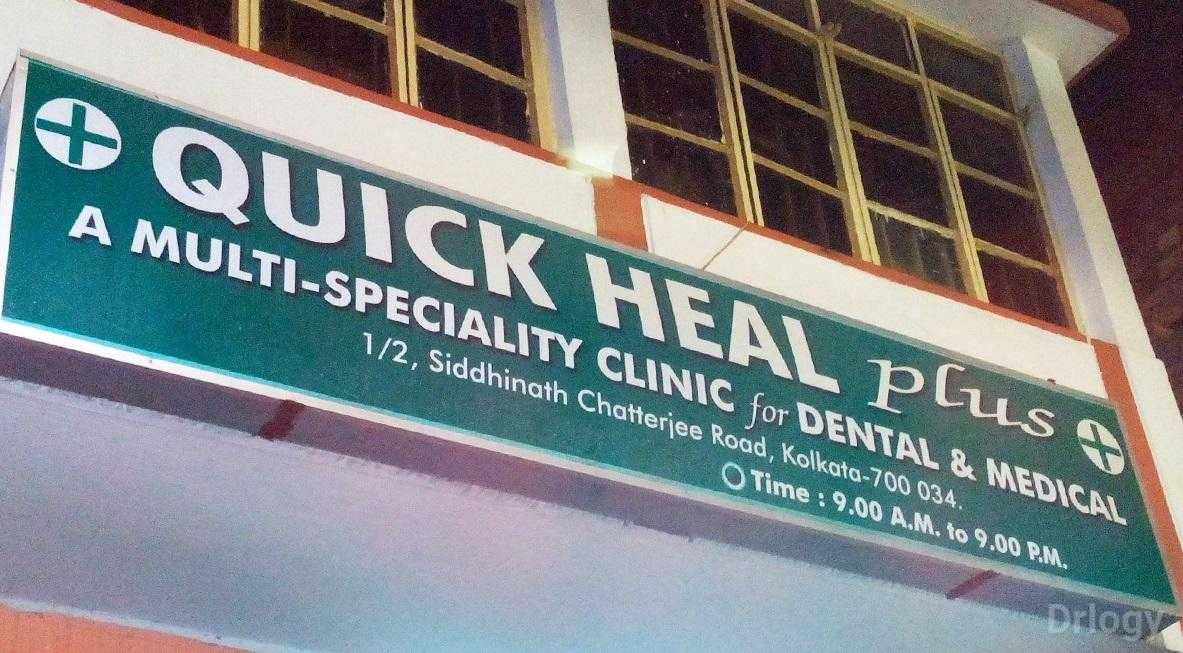 QUICK HEAL plus
A MULTI-SPECIALITY CLINIC for DENTAL & MEDICAL
1/2, Siddhinath Chatterjee Road, Kolkata-700 034.
Time : 9.00 A.M. to 9.00 P.M.
Drlogy